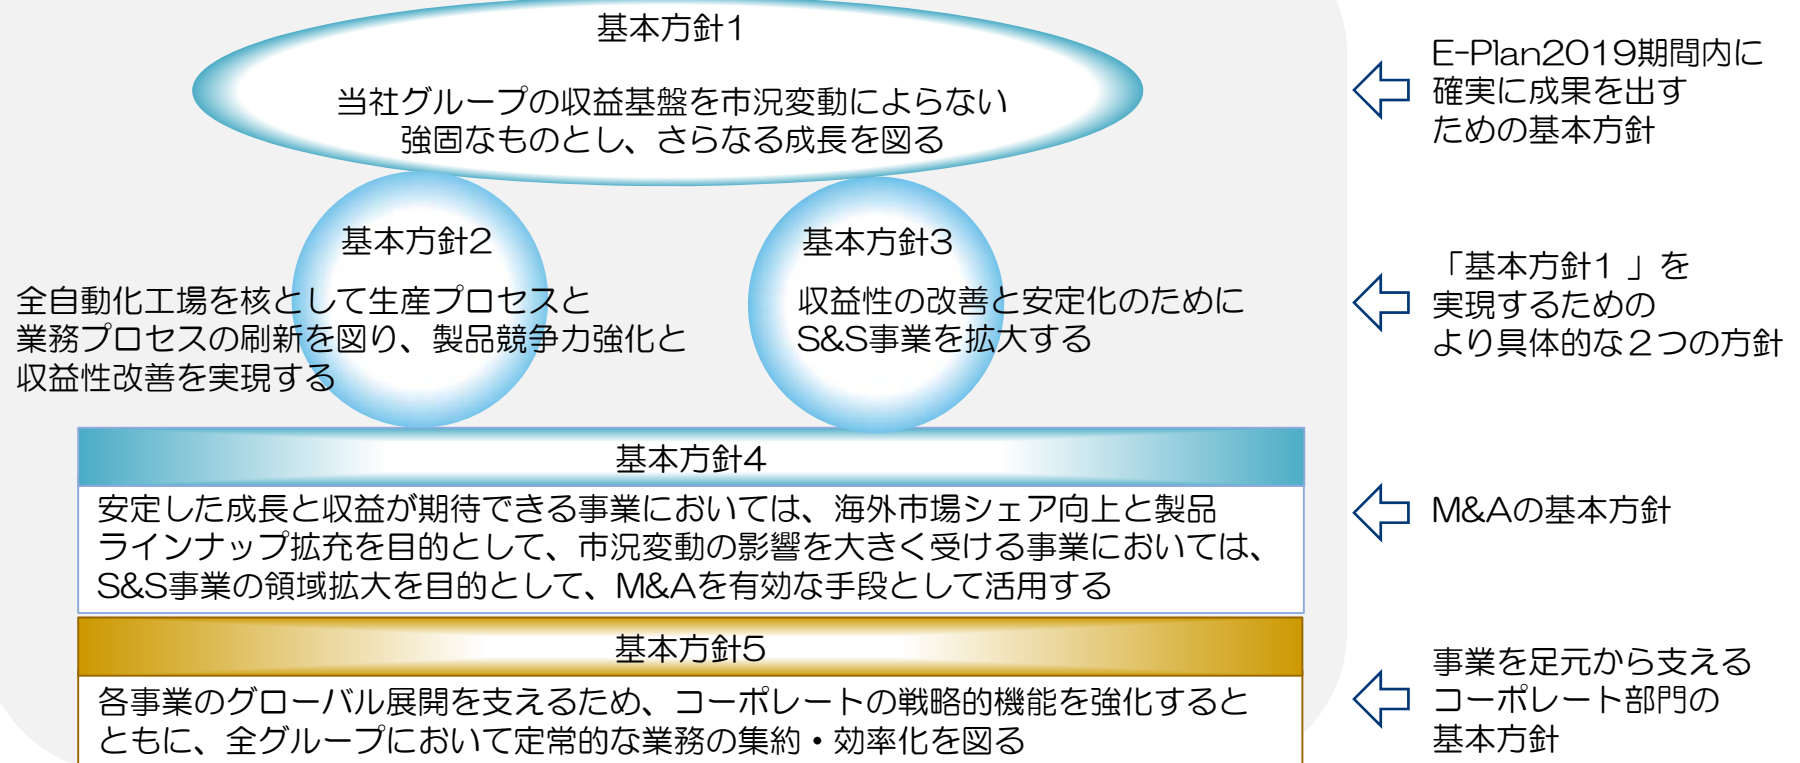 基本方針1
当社グループの収益基盤を市況変動によらない
強固なものとし、さらなる成長を図る
E-Plan2019期間内に
確実に成果を出す
ための基本方針
基本方針2
全自動化工場を核として生産プロセスと
業務プロセスの刷新を図り、製品競争力強化と
収益性改善を実現する
基本方針3
収益性の改善と安定化のために
S&S事業を拡大する
「基本方針1 」を
実現するための
より具体的な２つの方針
基本方針4
安定した成長と収益が期待できる事業においては、海外市場シェア向上と製品
ラインナップ拡充を目的として、市況変動の影響を大きく受ける事業においては、
S&S事業の領域拡大を目的として、M&Aを有効な手段として活用する
M&Aの基本方針
基本方針5
各事業のグローバル展開を支えるため、コーポレートの戦略的機能を強化すると
ともに、全グループにおいて定常的な業務の集約・効率化を図る
事業を足元から支える
コーポレート部門の
基本方針